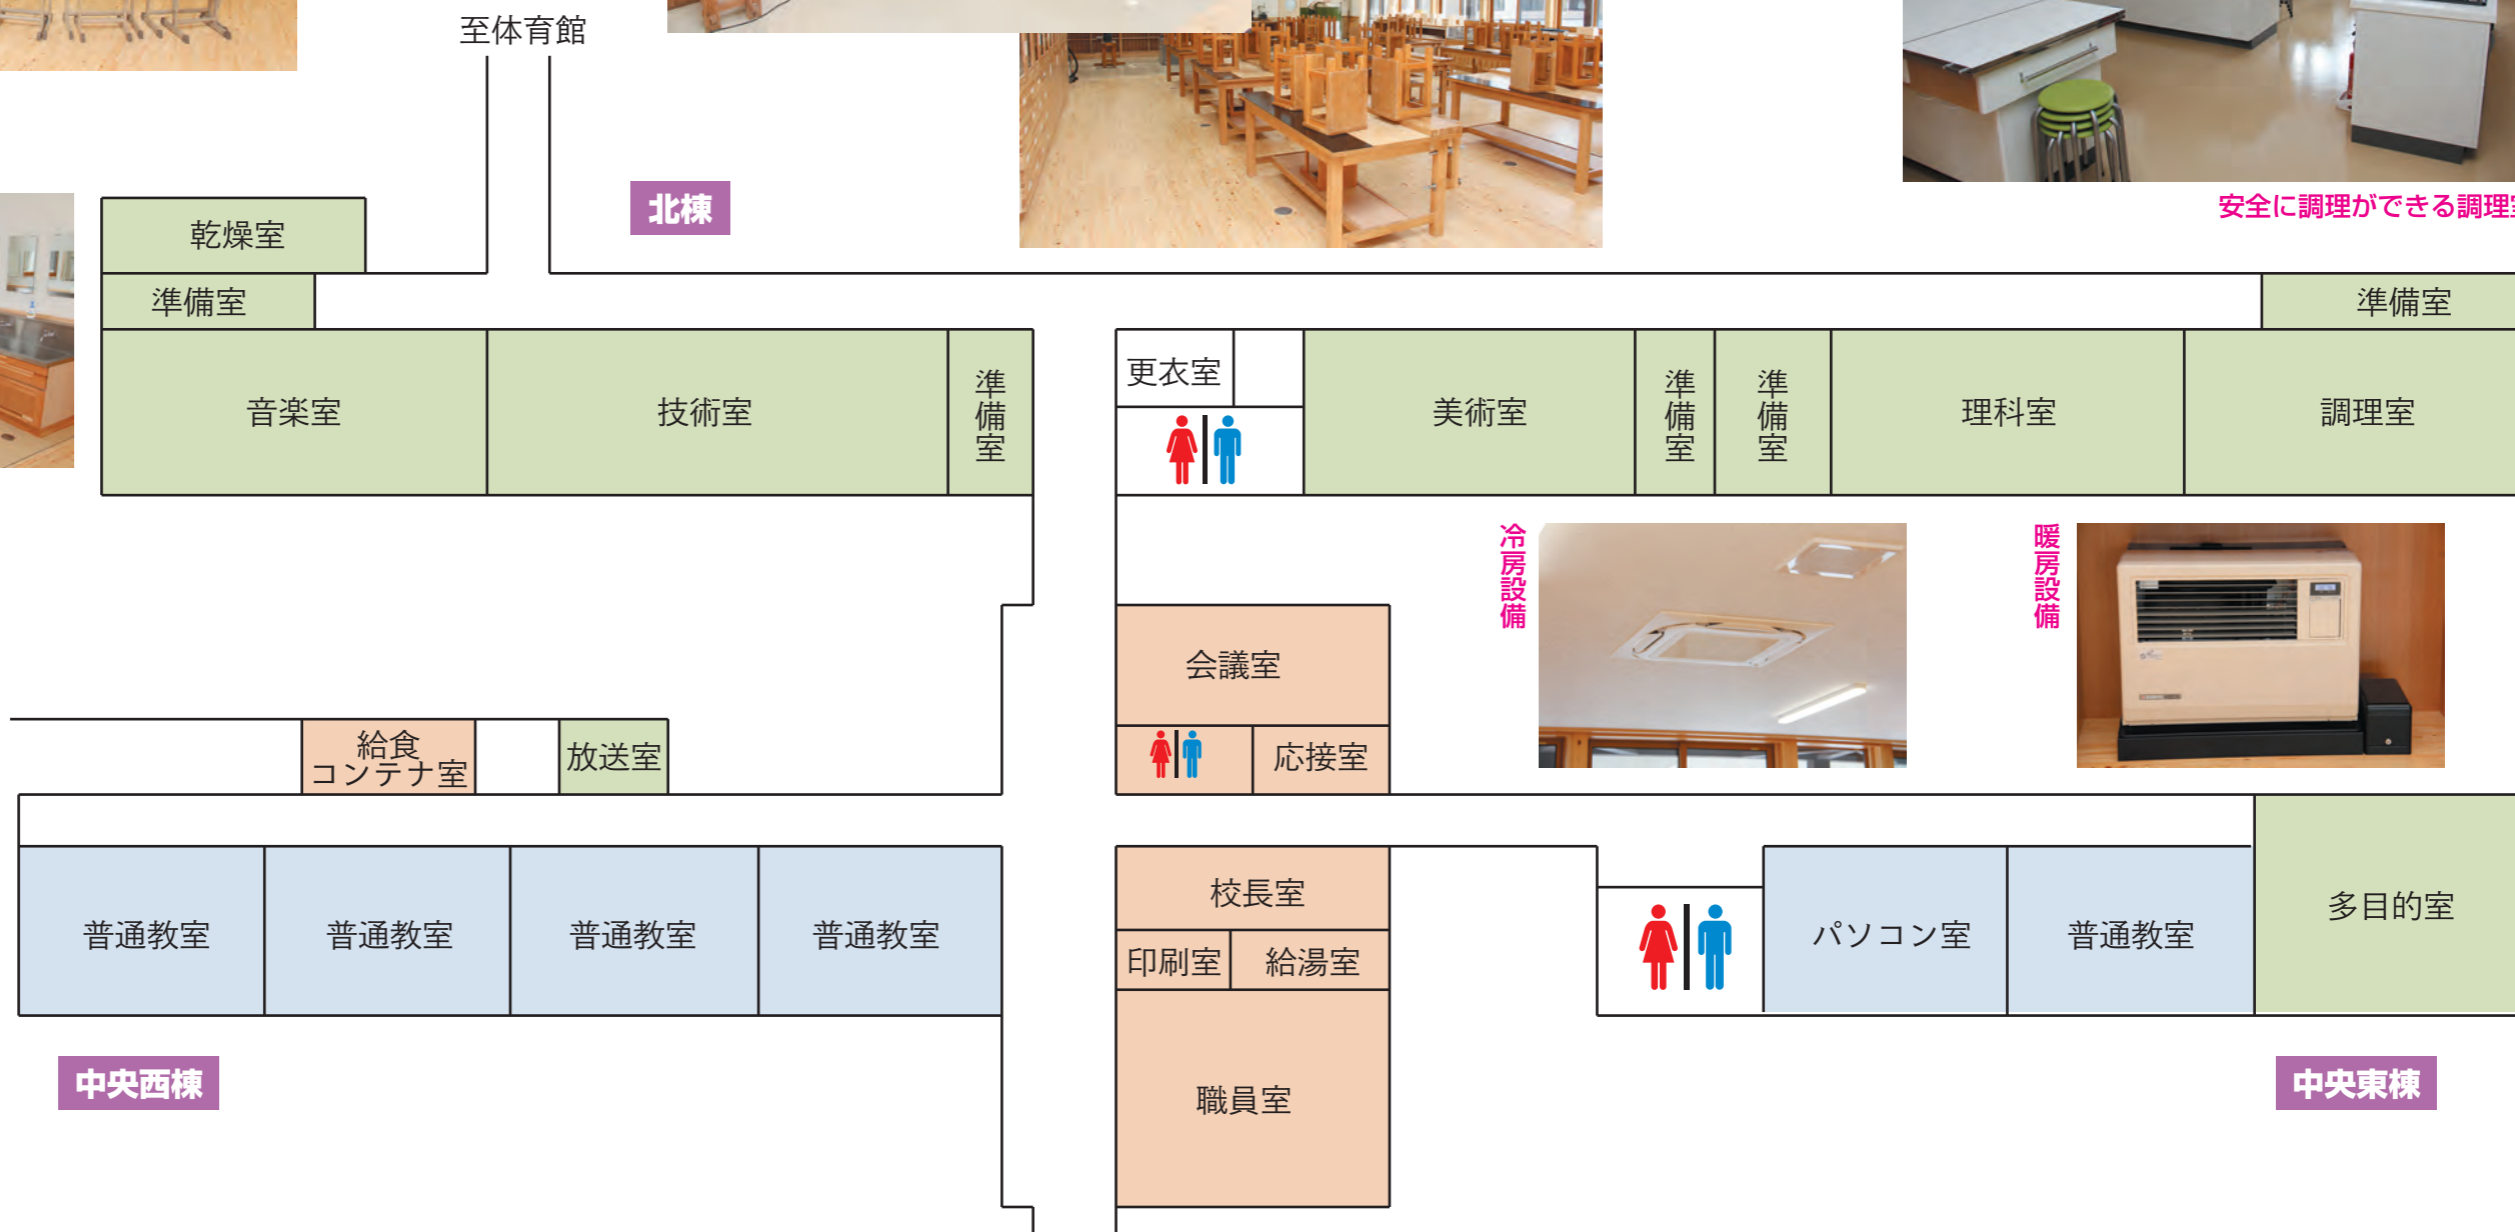 至体育館
北棟
安全に調理ができる調理室
乾燥室
準備室
準備室
音楽室
技術室
準備室
更衣室
美術室
準備室
準備室
理科室
調理室
冷房設備
暖房設備
会議室
応接室
給食
コンテナ室
放送室
普通教室
普通教室
普通教室
普通教室
校長室
印刷室
給湯室
職員室
パソコン室
普通教室
多目的室
中央西棟
中央東棟